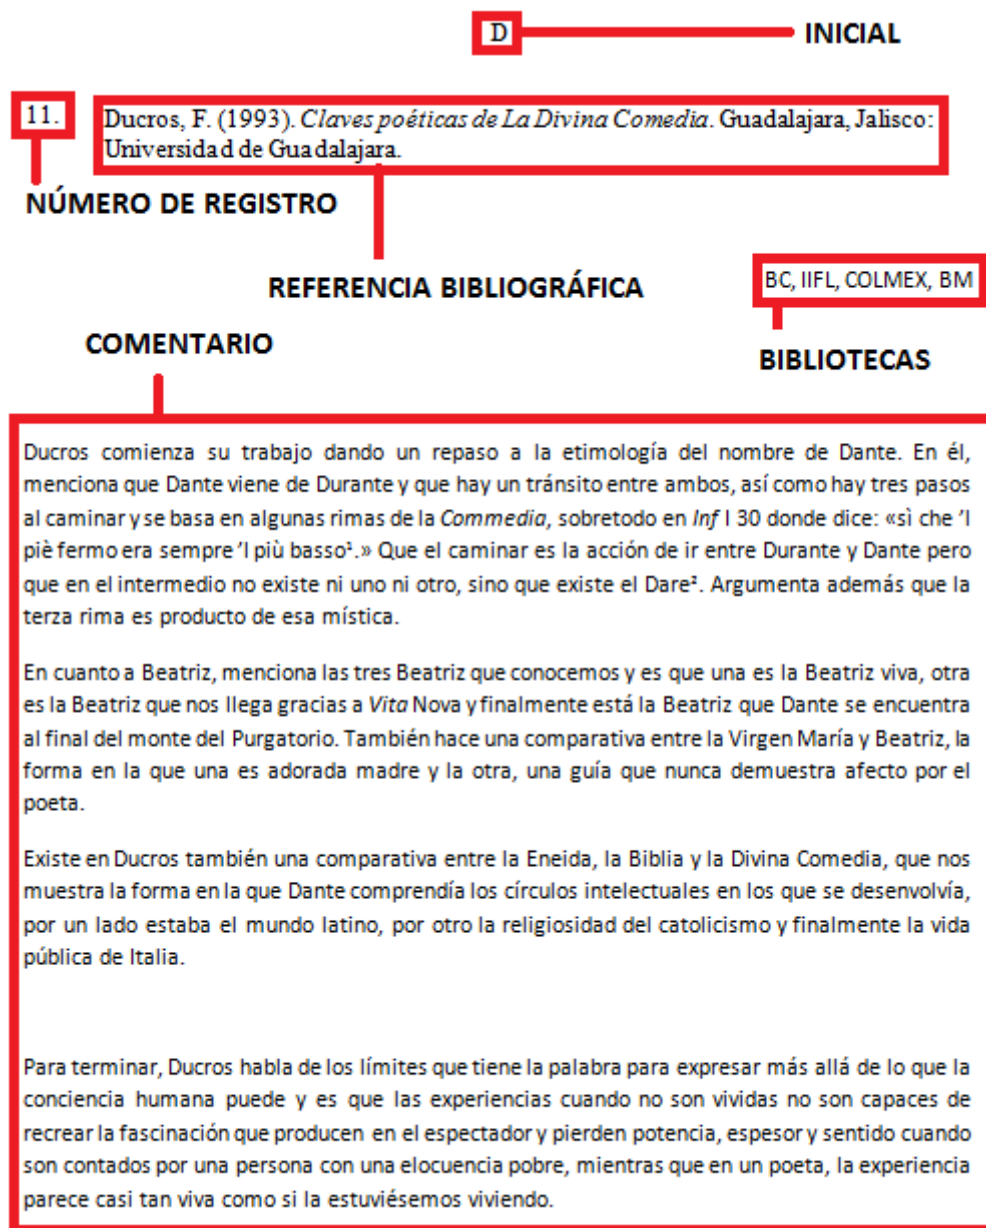 D INICIAL
11. Ducros, F. (1993). Claves poéticas de La Divina Comedia. Guadalajara, Jalisco:
Universidad de Guadalajara.
NÚMERO DE REGISTRO
REFERENCIA BIBLIOGRÁFICA
BC, IIFL, COLMEX, BM
COMENTARIO
BIBLIOTECAS
Ducros comienza su trabajo dando un repaso a la etimología del nombre de Dante. En él,
menciona que Dante viene de Durante y que hay un tránsito entre ambos, así como hay tres pasos
al caminar y se basa en algunas rimas de la Commedia, sobretodo en Inf I 30 donde dice: «sì che 'l
piè fermo era sempre 'l più basso¹.» Que el caminar es la acción de ir entre Durante y Dante pero
que en el intermedio no existe ni uno ni otro, sino que existe el Dare². Argumenta además que la
terza rima es producto de esa mística.
En cuanto a Beatriz, menciona las tres Beatriz que conocemos y es que una es la Beatriz viva, otra
es la Beatriz que nos llega gracias a Vita Nova y finalmente está la Beatriz que Dante se encuentra
al final del monte del Purgatorio. También hace una comparativa entre la Virgen María y Beatriz, la
forma en la que una es adorada madre y la otra, una guía que nunca demuestra afecto por el
poeta.
Existe en Ducros también una comparativa entre la Eneida, la Biblia y la Divina Comedia, que nos
muestra la forma en la que Dante comprendía los círculos intelectuales en los que se desenvolvía,
por un lado estaba el mundo latino, por otro la religiosidad del catolicismo y finalmente la vida
pública de Italia.
Para terminar, Ducros habla de los límites que tiene la palabra para expresar más allá de lo que la
conciencia humana puede y es que las experiencias cuando no son vividas no son capaces de
recrear la fascinación que producen en el espectador y pierden potencia, espesor y sentido cuando
son contados por una persona con una elocuencia pobre, mientras que en un poeta, la experiencia
parece casi tan viva como si la estuviésemos viviendo.